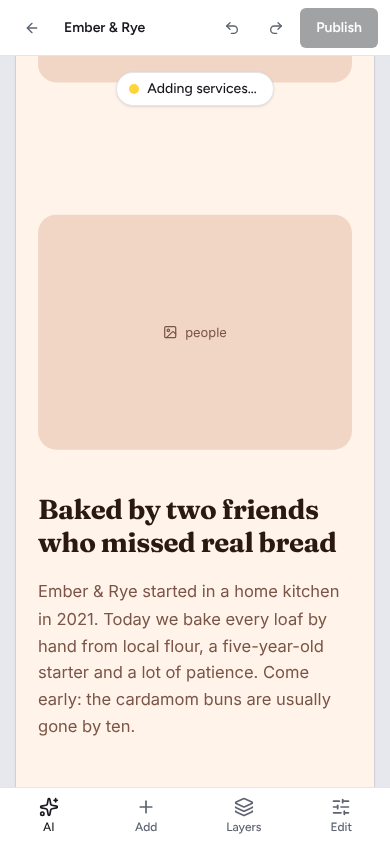 Ember & Rye
Publish
Adding services...
people
Baked by two friends
who missed real bread
Ember & Rye started in a home kitchen
in 2021. Today we bake every loaf by
hand from local flour, a five-year-old
starter and a lot of patience. Come
early: the cardamom buns are usually
gone by ten.
AI
Add
Layers
Edit